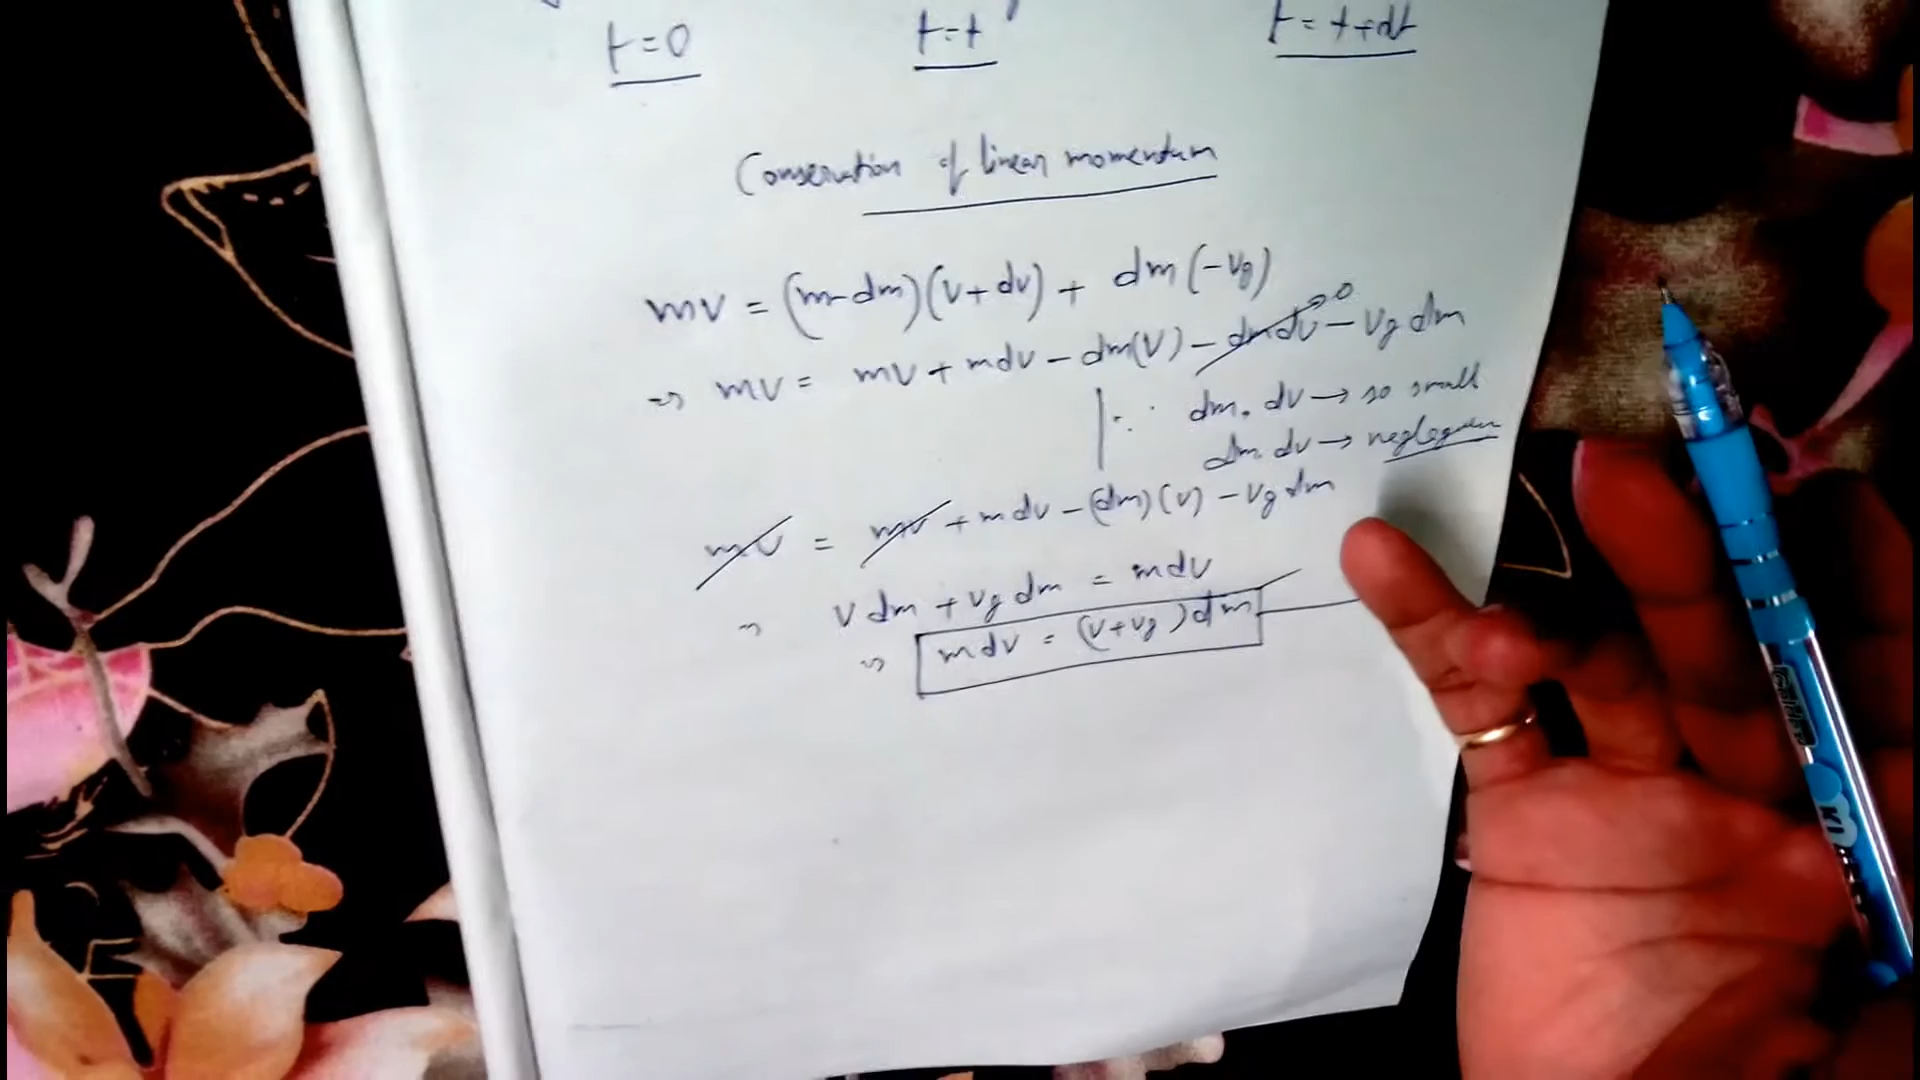 t=0 t=t t=t+dt
Conservation of linear momentum
mv = (m-dm)(v+dv) + dm(-vg)
=> mv = mv + mdv - dm(v) - dmdv→0 - vg dm
∵ dm, dv → so small
dm dv →
mv = mv + mdv - (dm)(v) - vg dm
=> v dm + vg dm = mdv
=> mdv = (v+vg)dm